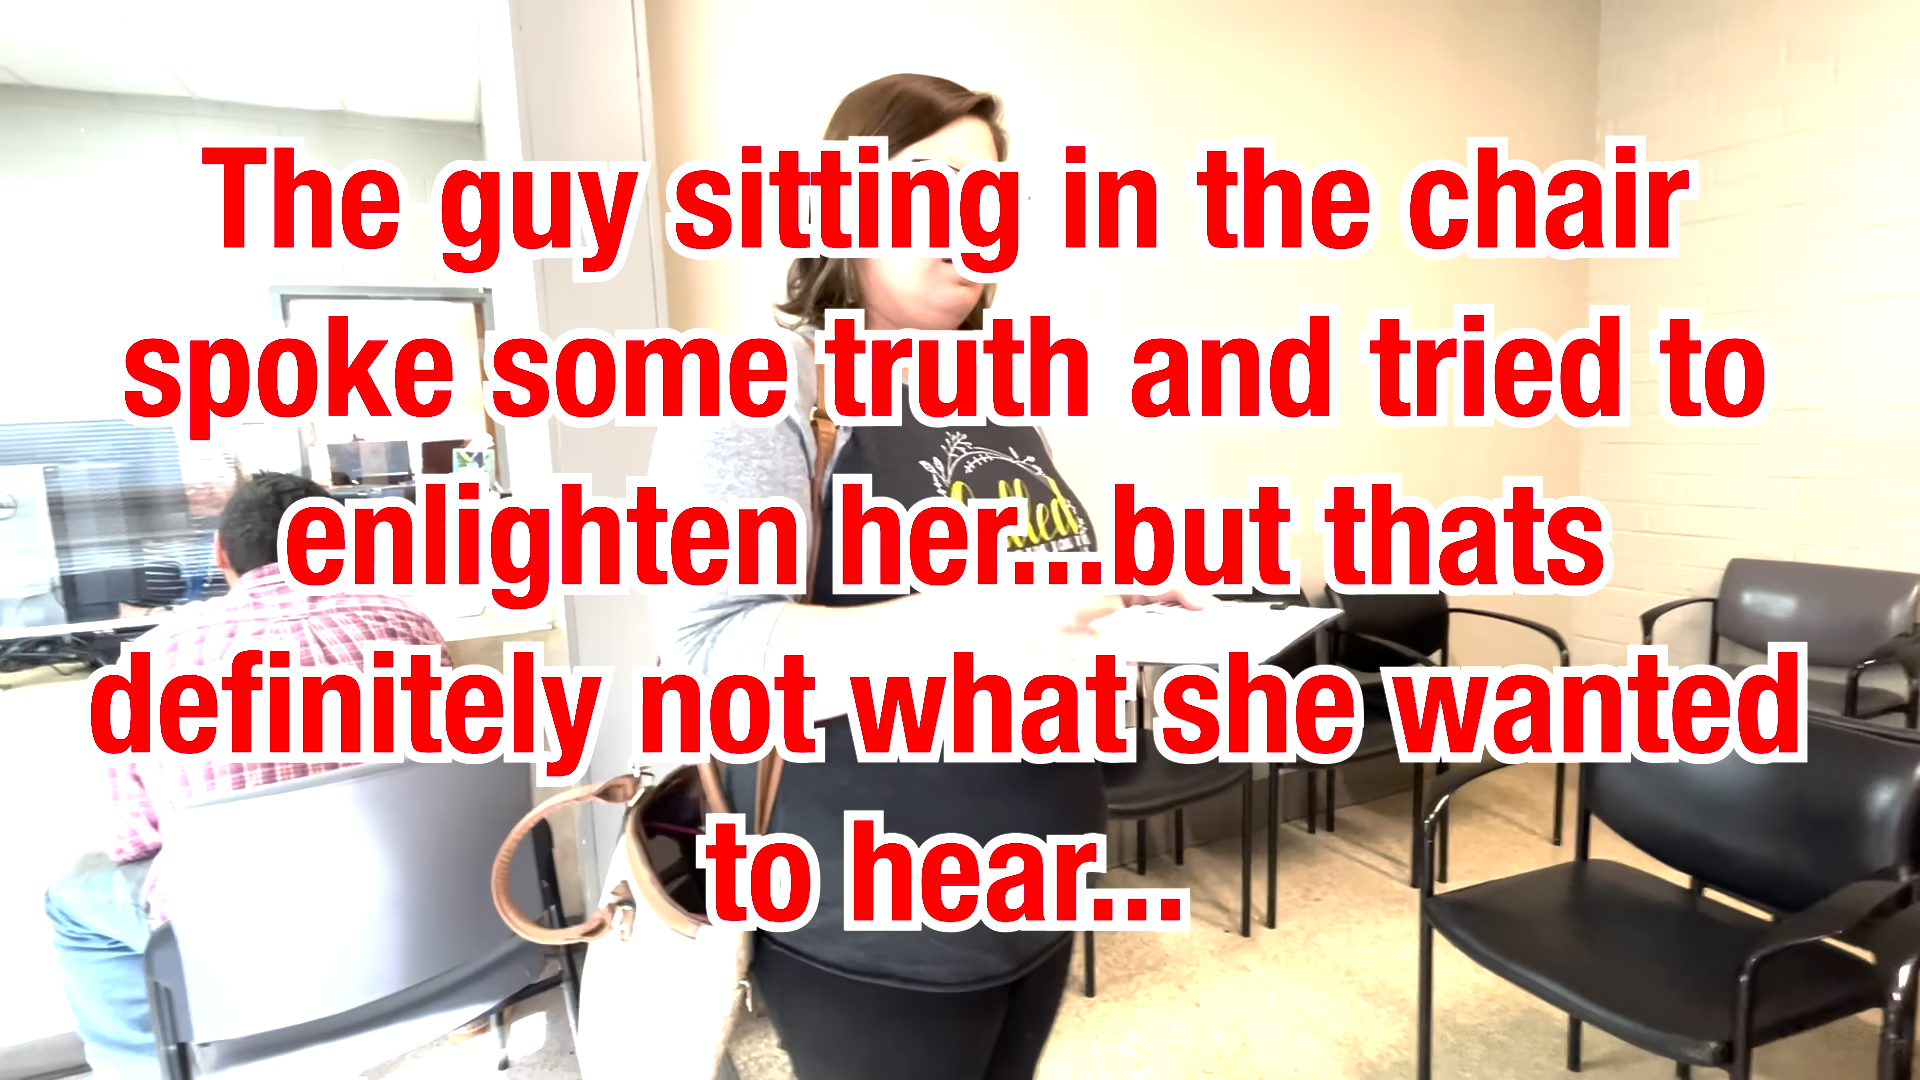 The guy sitting in the chair
spoke some truth and tried to
enlighten her...but thats
definitely not what she wanted
to hear...